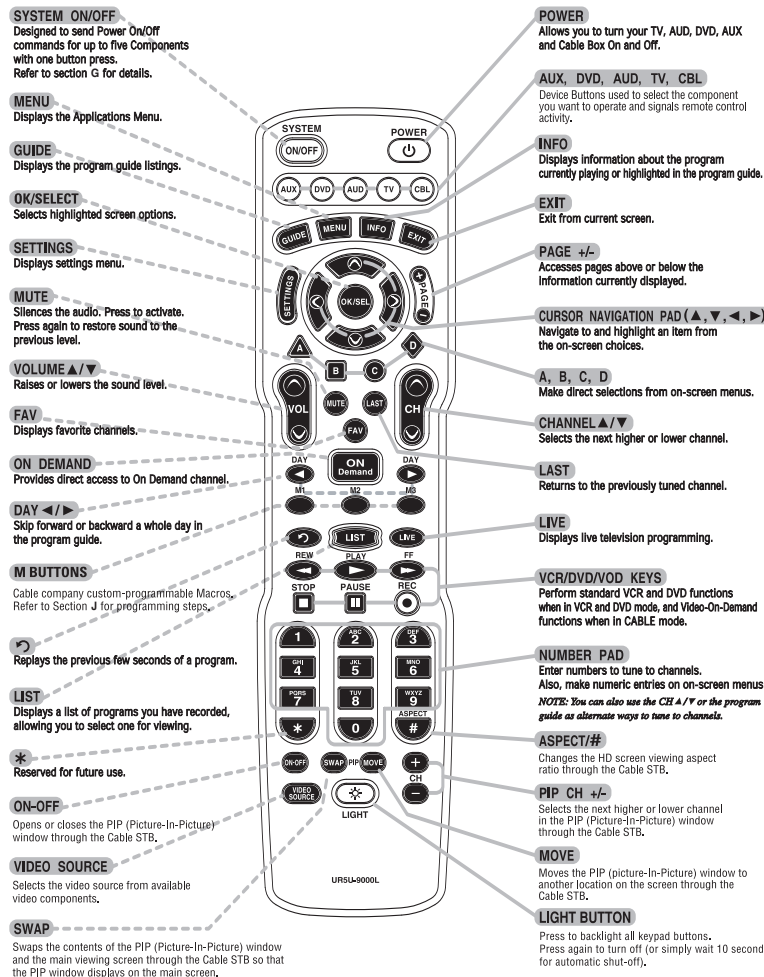 SYSTEM ON/OFF
Designed to send Power On/Off
commands for up to five Components
with one button press.
Refer to section G for details.
MENU
Displays the Applications Menu.
GUIDE
Displays the program guide listings.
OK/SELECT
Selects highlighted screen options.
SETTINGS
Displays settings menu.
MUTE
Silences the audio. Press to activate.
Press again to restore sound to the
previous level.
VOLUME▲/▼
Raises or lowers the sound level.
FAV
Displays favorite channels.
ON DEMAND
Provides direct access to On Demand channel.
DAY ◄/►
Skip forward or backward a whole day in
the program guide.
M BUTTONS
Cable company custom-programmable Macros.
Refer to Section J for programming steps.
Replays the previous few seconds of a program.
LIST
Displays a list of programs you have recorded,
allowing you to select one for viewing.
*
Reserved for future use.
ON-OFF
Opens or closes the PIP (Picture-In-Picture)
window through the Cable STB.
VIDEO SOURCE
Selects the video source from available
video components.
SWAP
Swaps the contents of the PIP (Picture-In-Picture) window
and the main viewing screen through the Cable STB so that
the PIP window displays on the main screen.
SYSTEM
ON/OFF
POWER
AUX DVD AUD TV CBL
GUIDE MENU INFO EXIT
SETTINGS
OK/SEL
+ PAGE −
A B C D
VOL
MUTE LAST
CH
FAV
DAY
ON
Demand
DAY
M1 M2 M3
LIST LIVE
REW PLAY FF
STOP PAUSE REC
1 ABC 2 DEF 3
GHI 4 JKL 5 MNO 6
PQRS 7 TUV 8 WXYZ 9
* 0 ASPECT #
ON-OFF SWAP PIP MOVE +
CH
−
VIDEO
SOURCE
LIGHT
UR5U-9000L
POWER
Allows you to turn your TV, AUD, DVD, AUX
and Cable Box On and Off.
AUX, DVD, AUD, TV, CBL
Device Buttons used to select the component
you want to operate and signals remote control
activity.
INFO
Displays information about the program
currently playing or highlighted in the program guide.
EXIT
Exit from current screen.
PAGE +/-
Accesses pages above or below the
Information currently displayed.
CURSOR NAVIGATION PAD (▲,▼,◄,►)
Navigate to and highlight an item from
the on-screen choices.
A, B, C, D
Make direct selections from on-screen menus.
CHANNEL▲/▼
Selects the next higher or lower channel.
LAST
Returns to the previously tuned channel.
LIVE
Displays live television programming.
VCR/DVD/VOD KEYS
Perform standard VCR and DVD functions
when in VCR and DVD mode, and Video-On-Demand
functions when in CABLE mode.
NUMBER PAD
Enter numbers to tune to channels.
Also, make numeric entries on on-screen menus
NOTE: You can also use the CH▲/▼ or the program
guide as alternate ways to tune to channels.
ASPECT/#
Changes the HD screen viewing aspect
ratio through the Cable STB.
PIP CH +/-
Selects the next higher or lower channel
in the PIP (Picture-In-Picture) window
through the Cable STB.
MOVE
Moves the PIP (picture-In-Picture) window to
another location on the screen through the
Cable STB.
LIGHT BUTTON
Press to backlight all keypad buttons.
Press again to turn off (or simply wait 10 second
for automatic shut-off).